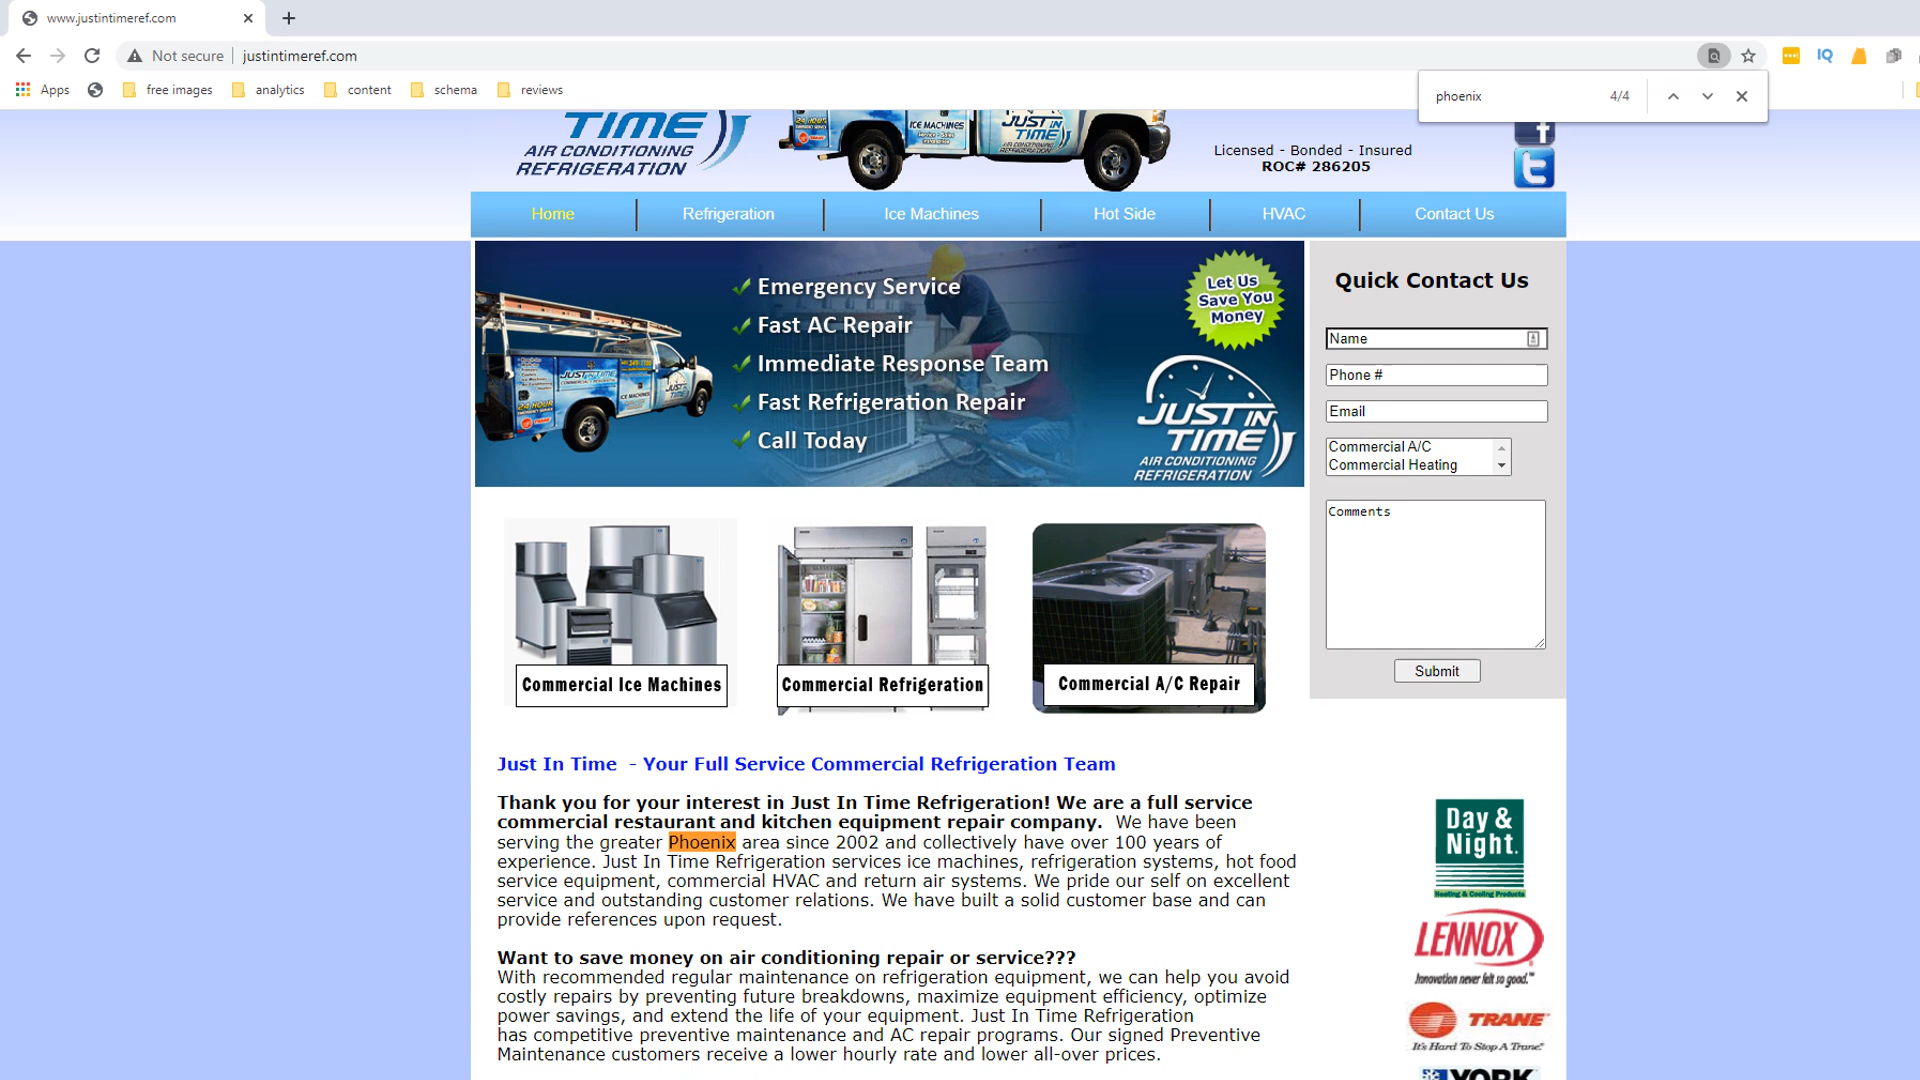 www.justintimeref.com
Not secure
justintimeref.com
IQ
Apps
free images
analytics
content
schema
reviews
phoenix
4/4
TIME
AIR CONDITIONING
REFRIGERATION
ICE MACHINES
JUST IN
TIME
Licensed - Bonded - Insured
ROC# 286205
Home
Refrigeration
Ice Machines
Hot Side
HVAC
Contact Us
Emergency Service
Fast AC Repair
Immediate Response Team
Fast Refrigeration Repair
Call Today
Let Us
Save You
Money
JUST IN TIME
24 HOUR
JUST IN
TIME
AIR CONDITIONING
REFRIGERATION
Quick Contact Us
Name
Phone #
Email
Commercial A/C
Commercial Heating
Comments
Submit
Commercial Ice Machines
Commercial Refrigeration
Commercial A/C Repair
Just In Time - Your Full Service Commercial Refrigeration Team
Thank you for your interest in Just In Time Refrigeration! We are a full service
commercial restaurant and kitchen equipment repair company. We have been
serving the greater Phoenix area since 2002 and collectively have over 100 years of
experience. Just In Time Refrigeration services ice machines, refrigeration systems, hot food
service equipment, commercial HVAC and return air systems. We pride our self on excellent
service and outstanding customer relations. We have built a solid customer base and can
provide references upon request.
Want to save money on air conditioning repair or service???
With recommended regular maintenance on refrigeration equipment, we can help you avoid
costly repairs by preventing future breakdowns, maximize equipment efficiency, optimize
power savings, and extend the life of your equipment. Just In Time Refrigeration
has competitive preventive maintenance and AC repair programs. Our signed Preventive
Maintenance customers receive a lower hourly rate and lower all-over prices.
Day &
Night.
Heating & Cooling Products
LENNOX
Innovation never felt so good.™
TRANE
It's Hard To Stop A Trane.
YORK